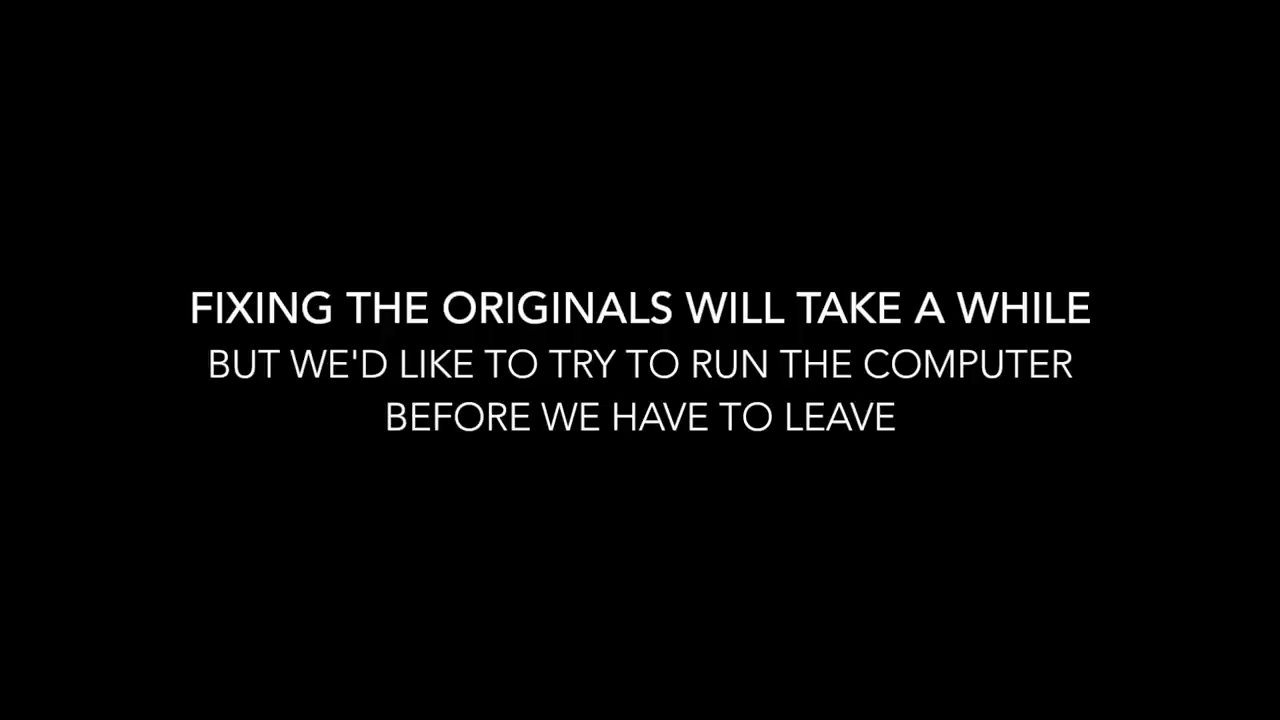 FIXING THE ORIGINALS WILL TAKE A WHILE
BUT WE'D LIKE TO TRY TO RUN THE COMPUTER
BEFORE WE HAVE TO LEAVE